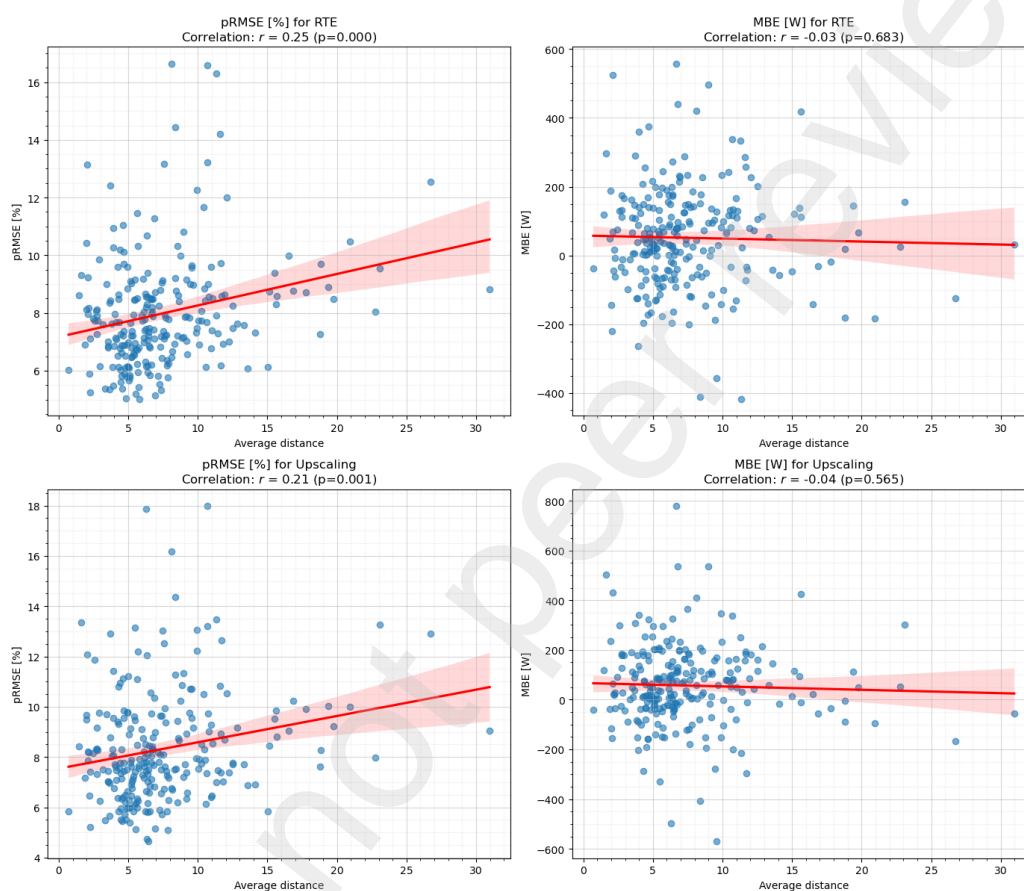 pRMSE [%] for RTE
Correlation: r = 0.25 (p=0.000)
pRMSE [%]
16
14
12
10
8
6
0 5 10 15 20 25 30
Average distance
MBE [W] for RTE
Correlation: r = -0.03 (p=0.683)
MBE [W]
600
400
200
0
−200
−400
0 5 10 15 20 25 30
Average distance
pRMSE [%] for Upscaling
Correlation: r = 0.21 (p=0.001)
pRMSE [%]
18
16
14
12
10
8
6
4
0 5 10 15 20 25 30
Average distance
MBE [W] for Upscaling
Correlation: r = -0.04 (p=0.565)
MBE [W]
800
600
400
200
0
−200
−400
−600
0 5 10 15 20 25 30
Average distance
not peer review